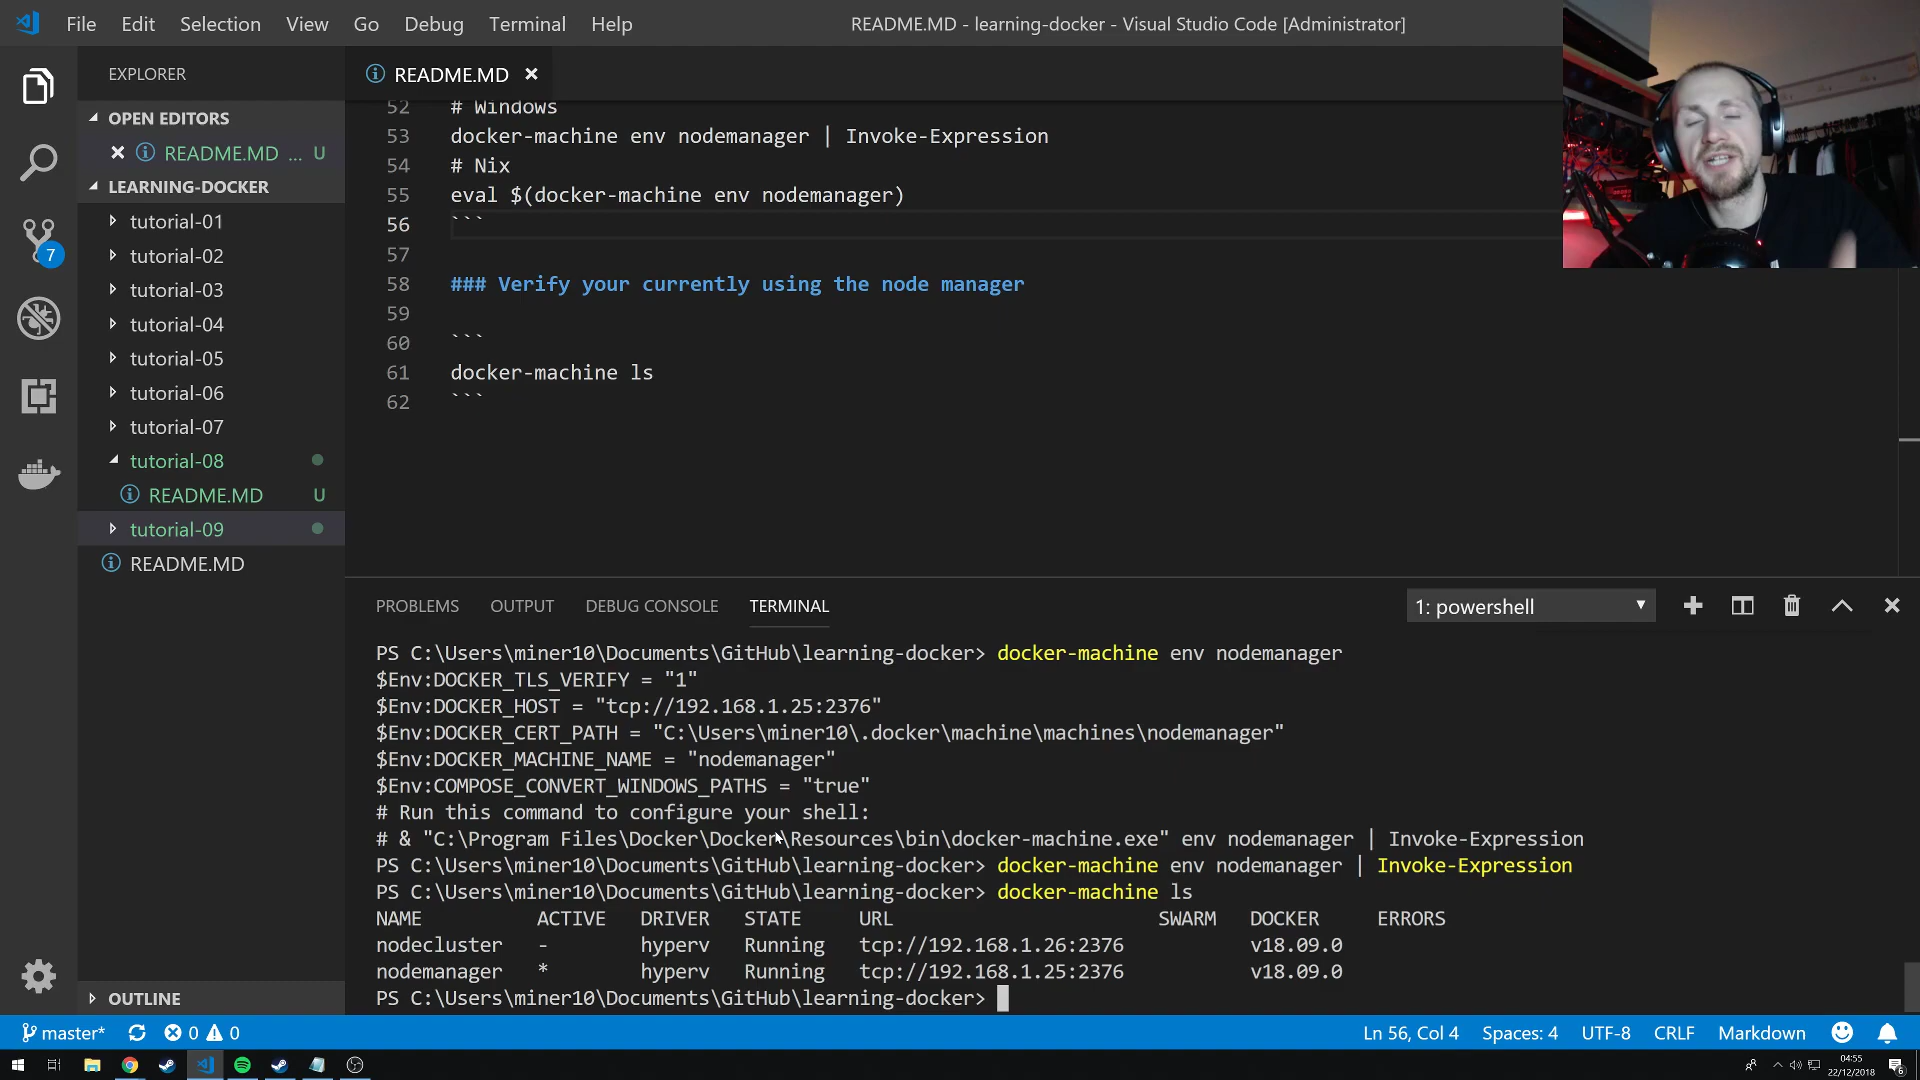 File Edit Selection View Go Debug Terminal Help
README.MD - learning-docker - Visual Studio Code [Administrator]
EXPLORER
README.MD
OPEN EDITORS
README.MD ... U
LEARNING-DOCKER
tutorial-01
tutorial-02
tutorial-03
tutorial-04
tutorial-05
tutorial-06
tutorial-07
tutorial-08
README.MD U
tutorial-09
README.MD
OUTLINE
7
52 # Windows
53 docker-machine env nodemanager | Invoke-Expression
54 # Nix
55 eval $(docker-machine env nodemanager)
56 ```
57
58 ### Verify your currently using the node manager
59
60 ```
61 docker-machine ls
62 ```
PROBLEMS OUTPUT DEBUG CONSOLE TERMINAL
1: powershell
PS C:\Users\miner10\Documents\GitHub\learning-docker> docker-machine env nodemanager
$Env:DOCKER_TLS_VERIFY = "1"
$Env:DOCKER_HOST = "tcp://192.168.1.25:2376"
$Env:DOCKER_CERT_PATH = "C:\Users\miner10\.docker\machine\machines\nodemanager"
$Env:DOCKER_MACHINE_NAME = "nodemanager"
$Env:COMPOSE_CONVERT_WINDOWS_PATHS = "true"
# Run this command to configure your shell:
# & "C:\Program Files\Docker\Docker\Resources\bin\docker-machine.exe" env nodemanager | Invoke-Expression
PS C:\Users\miner10\Documents\GitHub\learning-docker> docker-machine env nodemanager | Invoke-Expression
PS C:\Users\miner10\Documents\GitHub\learning-docker> docker-machine ls
NAME ACTIVE DRIVER STATE URL SWARM DOCKER ERRORS
nodecluster - hyperv Running tcp://192.168.1.26:2376 v18.09.0
nodemanager * hyperv Running tcp://192.168.1.25:2376 v18.09.0
PS C:\Users\miner10\Documents\GitHub\learning-docker>
master* 0 0
Ln 56, Col 4 Spaces: 4 UTF-8 CRLF Markdown
04:55
22/12/2018
6